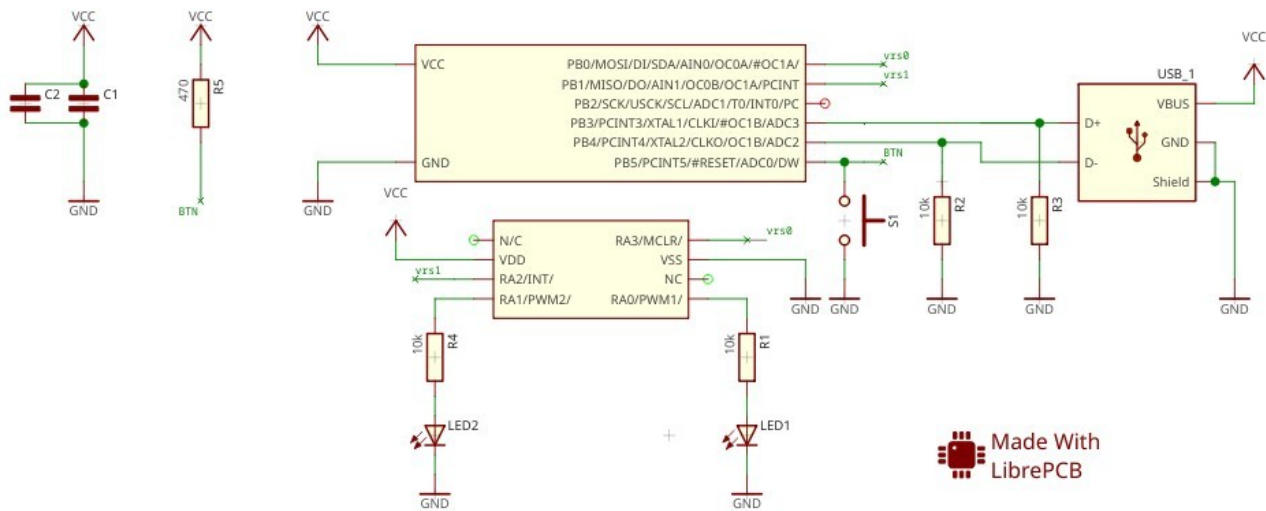 VCC
VCC
VCC
C2
C1
470
R5
GND
BTN
VCC
GND
GND
PB0/MOSI/DI/SDA/AIN0/OC0A/#OC1A/
PB1/MISO/DO/AIN1/OC0B/OC1A/PCINT
PB2/SCK/USCK/SCL/ADC1/T0/INT0/PC
PB3/PCINT3/XTAL1/CLKI/#OC1B/ADC3
PB4/PCINT4/XTAL2/CLKO/OC1B/ADC2
PB5/PCINT5/#RESET/ADC0/DW
vrs0
vrs1
BTN
VCC
USB_1
VBUS
D+
GND
D-
Shield
S1
10k
R2
10k
R3
GND
GND
GND
GND
GND
VCC
N/C
VDD
RA2/INT/
RA1/PWM2/
RA3/MCLR/
VSS
NC
RA0/PWM1/
vrs0
vrs1
10k
R4
10k
R1
LED2
LED1
GND
GND
Made With
LibrePCB